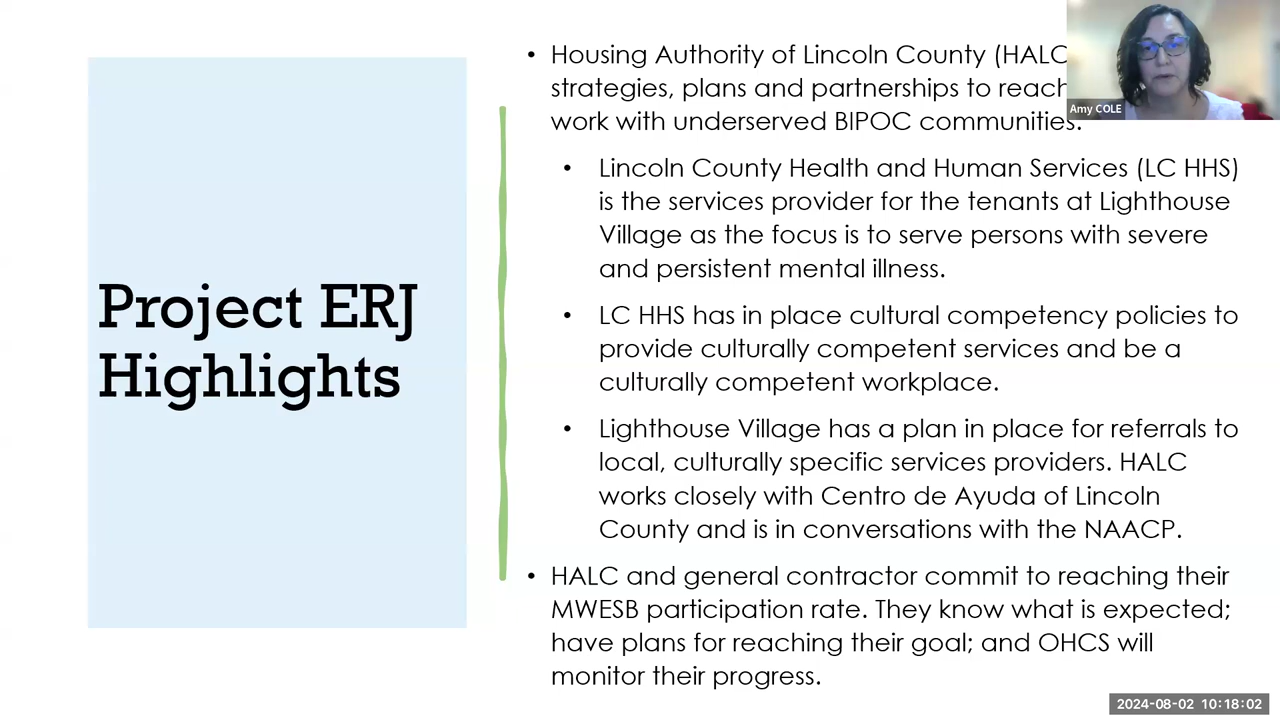 Project ERJ
Highlights
• Housing Authority of Lincoln County (HALC
strategies, plans and partnerships to reach
work with underserved BIPOC communities.
• Lincoln County Health and Human Services (LC HHS)
is the services provider for the tenants at Lighthouse
Village as the focus is to serve persons with severe
and persistent mental illness.
• LC HHS has in place cultural competency policies to
provide culturally competent services and be a
culturally competent workplace.
• Lighthouse Village has a plan in place for referrals to
local, culturally specific services providers. HALC
works closely with Centro de Ayuda of Lincoln
County and is in conversations with the NAACP.
• HALC and general contractor commit to reaching their
MWESB participation rate. They know what is expected;
have plans for reaching their goal; and OHCS will
monitor their progress.
Amy COLE
2024-08-02 10:18:02